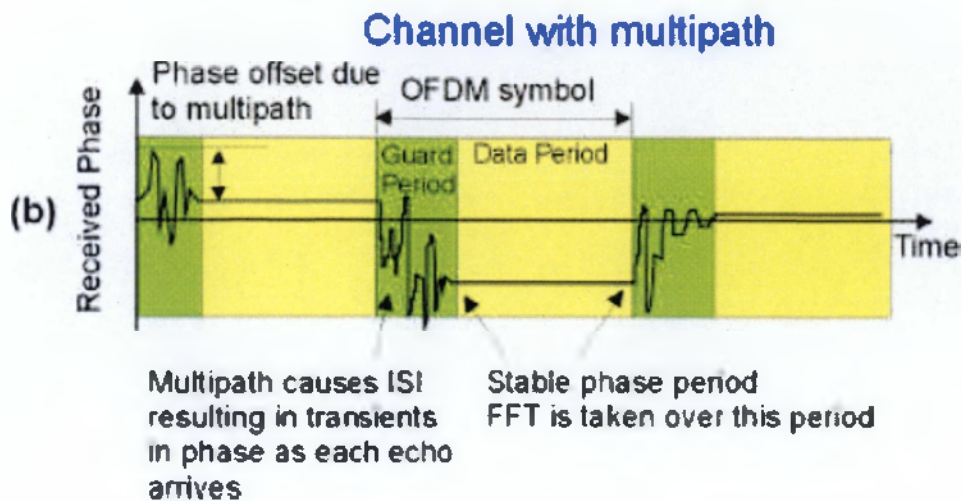 Channel with multipath
Phase offset due
to multipath
OFDM symbol
Guard
Period
Data Period
Received Phase
(b)
Time
Multipath causes ISI
resulting in transients
in phase as each echo
arrives
Stable phase period
FFT is taken over this period